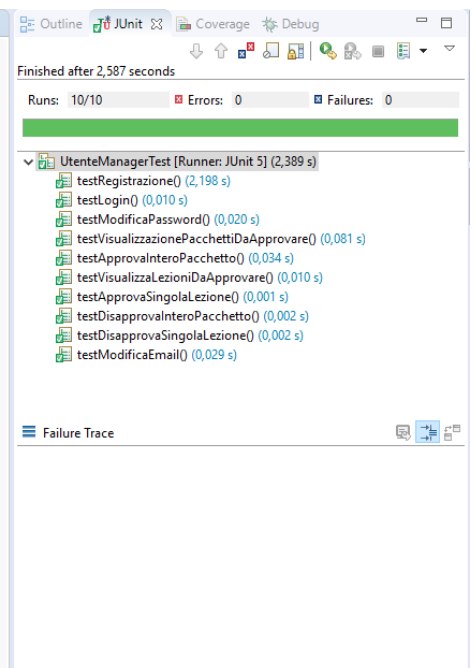 Outline JUnit Coverage Debug
Finished after 2,587 seconds
Runs: 10/10 Errors: 0 Failures: 0
UtenteManagerTest [Runner: JUnit 5] (2,389 s)
testRegistrazione() (2,198 s)
testLogin() (0,010 s)
testModificaPassword() (0,020 s)
testVisualizzazionePacchettiDaApprovare() (0,081 s)
testApprovaInteroPacchetto() (0,034 s)
testVisualizzaLezioniDaApprovare() (0,010 s)
testApprovaSingolaLezione() (0,001 s)
testDisapprovaInteroPacchetto() (0,002 s)
testDisapprovaSingolaLezione() (0,002 s)
testModificaEmail() (0,029 s)
Failure Trace